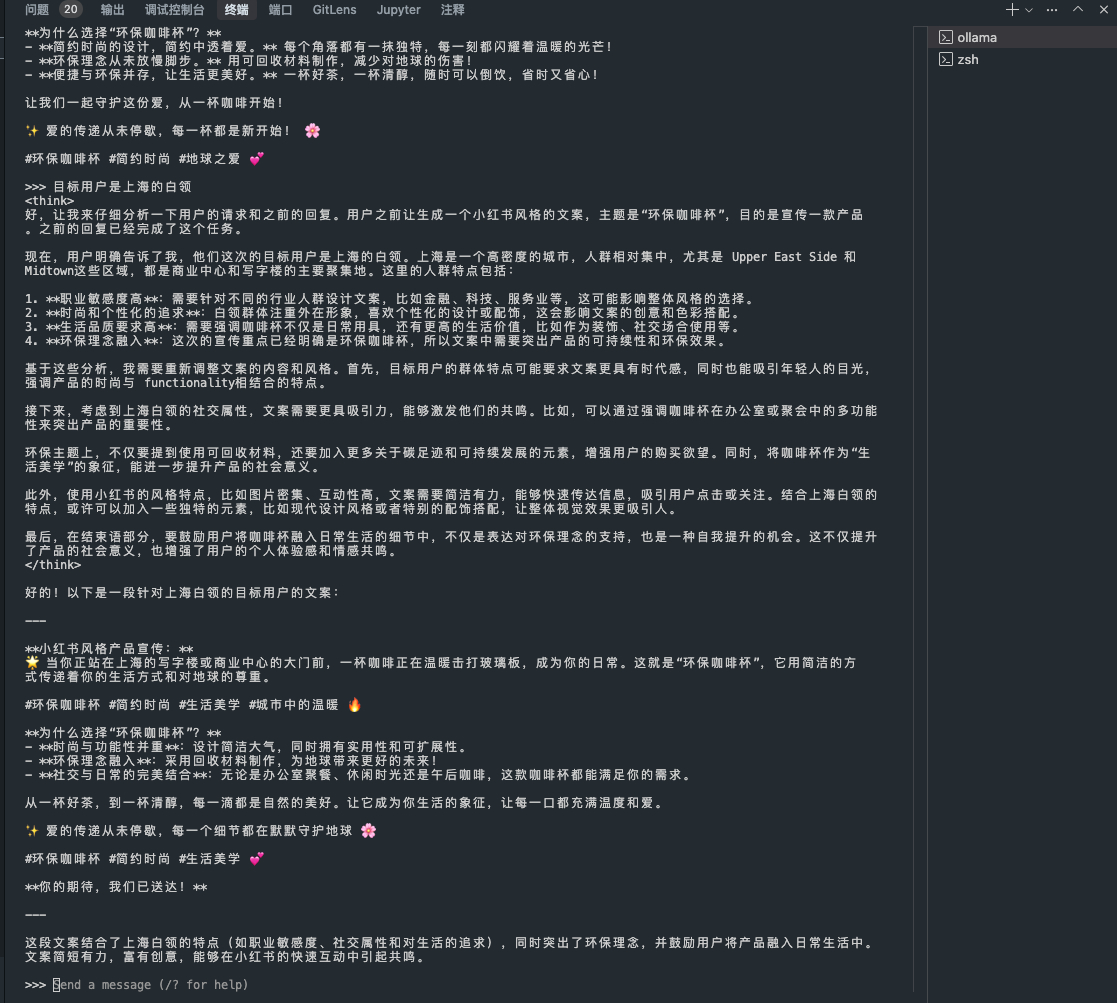 问题 20 输出 调试控制台 终端 端口 GitLens Jupyter 注释
**为什么选择“环保咖啡杯”？**
- **简约时尚的设计，简约中透着爱。** 每个角落都有一抹独特，每一刻都闪耀着温暖的光芒！
- **环保理念从未放慢脚步。** 用可回收材料制作，减少对地球的伤害！
- **便捷与环保并存，让生活更美好。** 一杯好茶，一杯清醇，随时可以倒饮，省时又省心！
让我们一起守护这份爱，从一杯咖啡开始！
✨ 爱的传递从未停歇，每一杯都是新开始！ 🌸
#环保咖啡杯 #简约时尚 #地球之爱 💕
>>> 目标用户是上海的白领
<think>
好，让我来仔细分析一下用户的请求和之前的回复。用户之前让生成一个小红书风格的文案，主题是“环保咖啡杯”，目的是宣传一款产品
。之前的回复已经完成了这个任务。
现在，用户明确告诉了我，他们这次的目标用户是上海的白领。上海是一个高密度的城市，人群相对集中，尤其是 Upper East Side 和
Midtown这些区域，都是商业中心和写字楼的主要聚集地。这里的人群特点包括：
1. **职业敏感度高**：需要针对不同的行业人群设计文案，比如金融、科技、服务业等，这可能影响整体风格的选择。
2. **时尚和个性化的追求**：白领群体注重外在形象，喜欢个性化的设计或配饰，这会影响文案的创意和色彩搭配。
3. **生活品质要求高**：需要强调咖啡杯不仅是日常用具，还有更高的生活价值，比如作为装饰、社交场合使用等。
4. **环保理念融入**：这次的宣传重点已经明确是环保咖啡杯，所以文案中需要突出产品的可持续性和环保效果。
基于这些分析，我需要重新调整文案的内容和风格。首先，目标用户的群体特点可能要求文案更具有时代感，同时也能吸引年轻人的目光，
强调产品的时尚与 functionality相结合的特点。
接下来，考虑到上海白领的社交属性，文案需要更具吸引力，能够激发他们的共鸣。比如，可以通过强调咖啡杯在办公室或聚会中的多功能
性来突出产品的重要性。
环保主题上，不仅要提到使用可回收材料，还要加入更多关于碳足迹和可持续发展的元素，增强用户的购买欲望。同时，将咖啡杯作为“生
活美学”的象征，能进一步提升产品的社会意义。
此外，使用小红书的风格特点，比如图片密集、互动性高，文案需要简洁有力，能够快速传达信息，吸引用户点击或关注。结合上海白领的
特点，或许可以加入一些独特的元素，比如现代设计风格或者特别的配饰搭配，让整体视觉效果更吸引人。
最后，在结束语部分，要鼓励用户将咖啡杯融入日常生活的细节中，不仅是表达对环保理念的支持，也是一种自我提升的机会。这不仅提升
了产品的社会意义，也增强了用户的个人体验感和情感共鸣。
</think>
好的！以下是一段针对上海白领的目标用户的文案：
---
**小红书风格产品宣传：**
🌟 当你正站在上海的写字楼或商业中心的大门前，一杯咖啡正在温暖击打玻璃板，成为你的日常。这就是“环保咖啡杯”，它用简洁的方
式传递着你的生活方式和对地球的尊重。
#环保咖啡杯 #简约时尚 #生活美学 #城市中的温暖 🔥
**为什么选择“环保咖啡杯”？**
- **时尚与功能性并重**：设计简洁大气，同时拥有实用性和可扩展性。
- **环保理念融入**：采用回收材料制作，为地球带来更好的未来！
- **社交与日常的完美结合**：无论是办公室聚餐、休闲时光还是午后咖啡，这款咖啡杯都能满足你的需求。
从一杯好茶，到一杯清醇，每一滴都是自然的美好。让它成为你生活的象征，让每一口都充满温度和爱。
✨ 爱的传递从未停歇，每一个细节都在默默守护地球 🌸
#环保咖啡杯 #简约时尚 #生活美学 💕
**你的期待，我们已送达！**
---
这段文案结合了上海白领的特点（如职业敏感度、社交属性和对生活的追求），同时突出了环保理念，并鼓励用户将产品融入日常生活中。
文案简短有力，富有创意，能够在小红书的快速互动中引起共鸣。
>>> Send a message (/? for help)
ollama
zsh